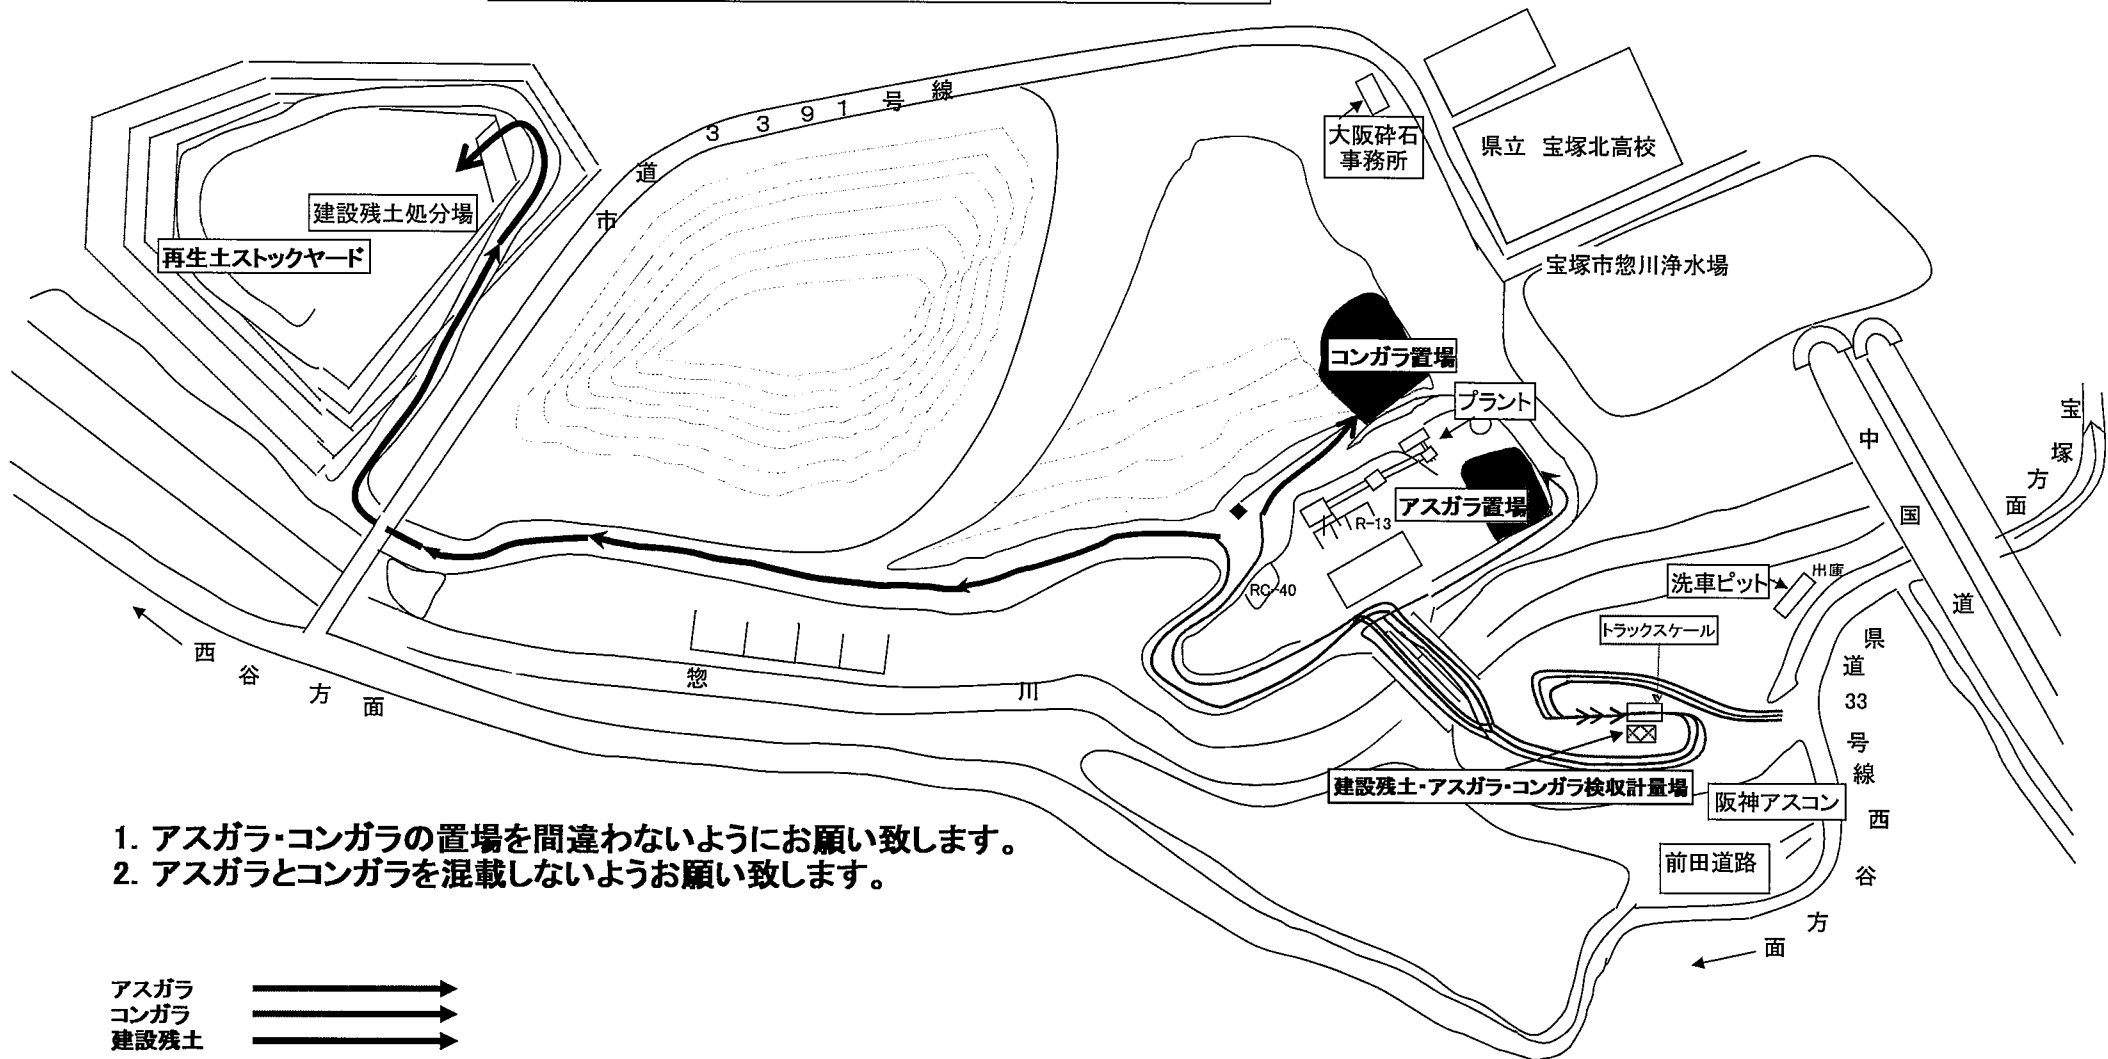 市道3391号線
大阪砕石
事務所
県立 宝塚北高校
建設残土処分場
再生土ストックヤード
宝塚市惣川浄水場
コンガラ置場
プラント
アスガラ置場
R-13
RC-40
中国道
宝塚方面
洗車ピット
出庫
トラックスケール
県道33号線西谷方面
西谷方面
惣川
建設残土・アスガラ・コンガラ検収計量場
阪神アスコン
前田道路
1. アスガラ・コンガラの置場を間違わないようにお願い致します。
2. アスガラとコンガラを混載しないようお願い致します。
アスガラ
コンガラ
建設残土